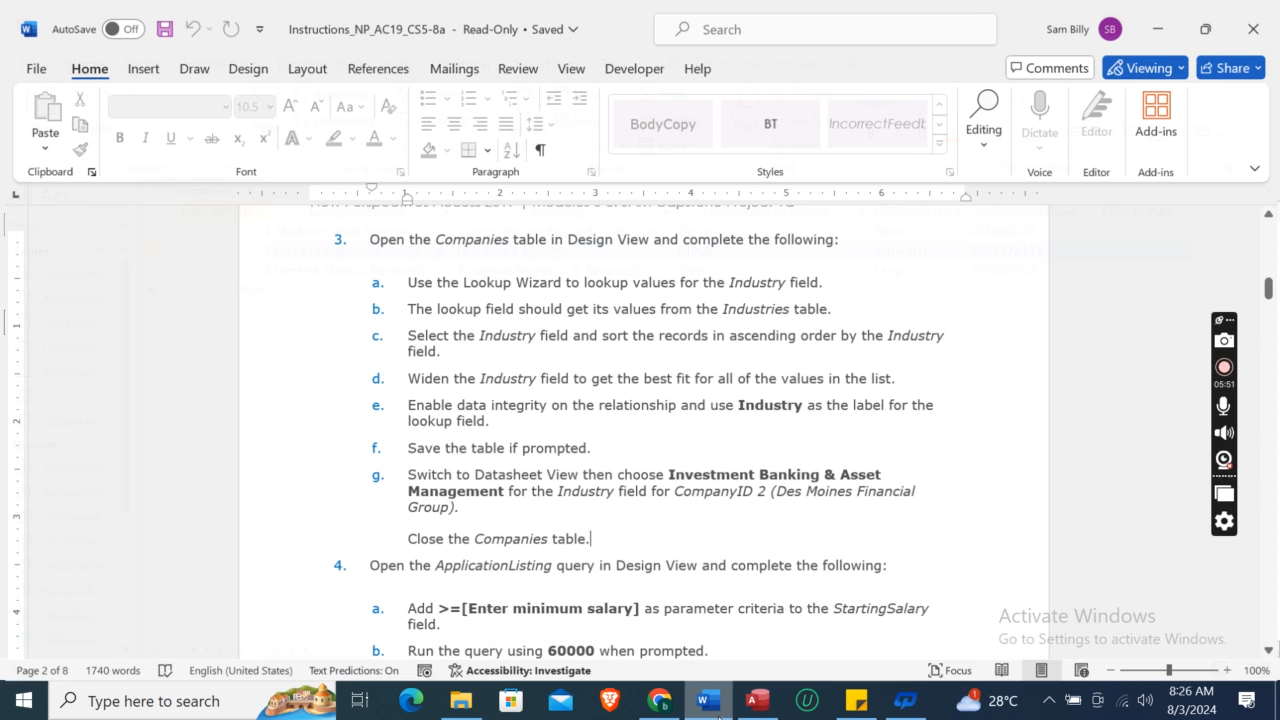 AutoSave Off Instructions_NP_AC19_CS5-8a - Read-Only • Saved Search Sam Billy SB
File Home Insert Draw Design Layout References Mailings Review View Developer Help Comments Viewing Share
10.5 Aa
BodyCopy BT IncorectFeedb
Paste Editing Dictate Editor Add-ins
Clipboard Font Paragraph Styles Voice Editor Add-ins
1 2 3 4 5 6
3. Open the Companies table in Design View and complete the following:
a. Use the Lookup Wizard to lookup values for the Industry field.
b. The lookup field should get its values from the Industries table.
c. Select the Industry field and sort the records in ascending order by the Industry
field.
d. Widen the Industry field to get the best fit for all of the values in the list.
e. Enable data integrity on the relationship and use Industry as the label for the
lookup field.
f. Save the table if prompted.
g. Switch to Datasheet View then choose Investment Banking & Asset
Management for the Industry field for CompanyID 2 (Des Moines Financial
Group).
Close the Companies table.
4. Open the ApplicationListing query in Design View and complete the following:
a. Add >=[Enter minimum salary] as parameter criteria to the StartingSalary
field.
b. Run the query using 60000 when prompted.
05:51
Activate Windows
Go to Settings to activate Windows.
Page 2 of 8 1740 words English (United States) Text Predictions: On Accessibility: Investigate Focus 100%
Type here to search 1 28°C 8:26 AM
8/3/2024